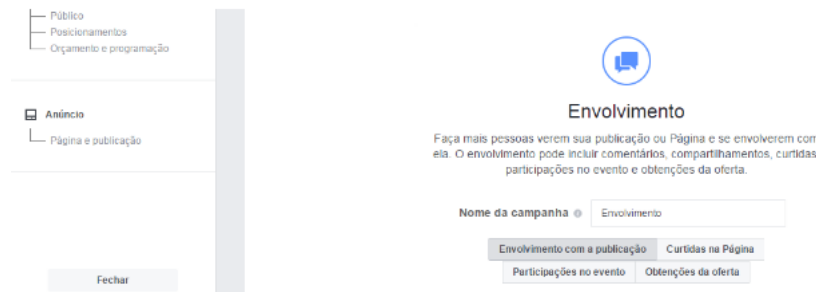 Público
Posicionamentos
Orçamento e programação
Anúncio
Página e publicação
Fechar
Envolvimento
Faça mais pessoas verem sua publicação ou Página e se envolverem com
ela. O envolvimento pode incluir comentários, compartilhamentos, curtidas
participações no evento e obtenções da oferta.
Nome da campanha Envolvimento
Envolvimento com a publicação Curtidas na Página
Participações no evento Obtenções da oferta